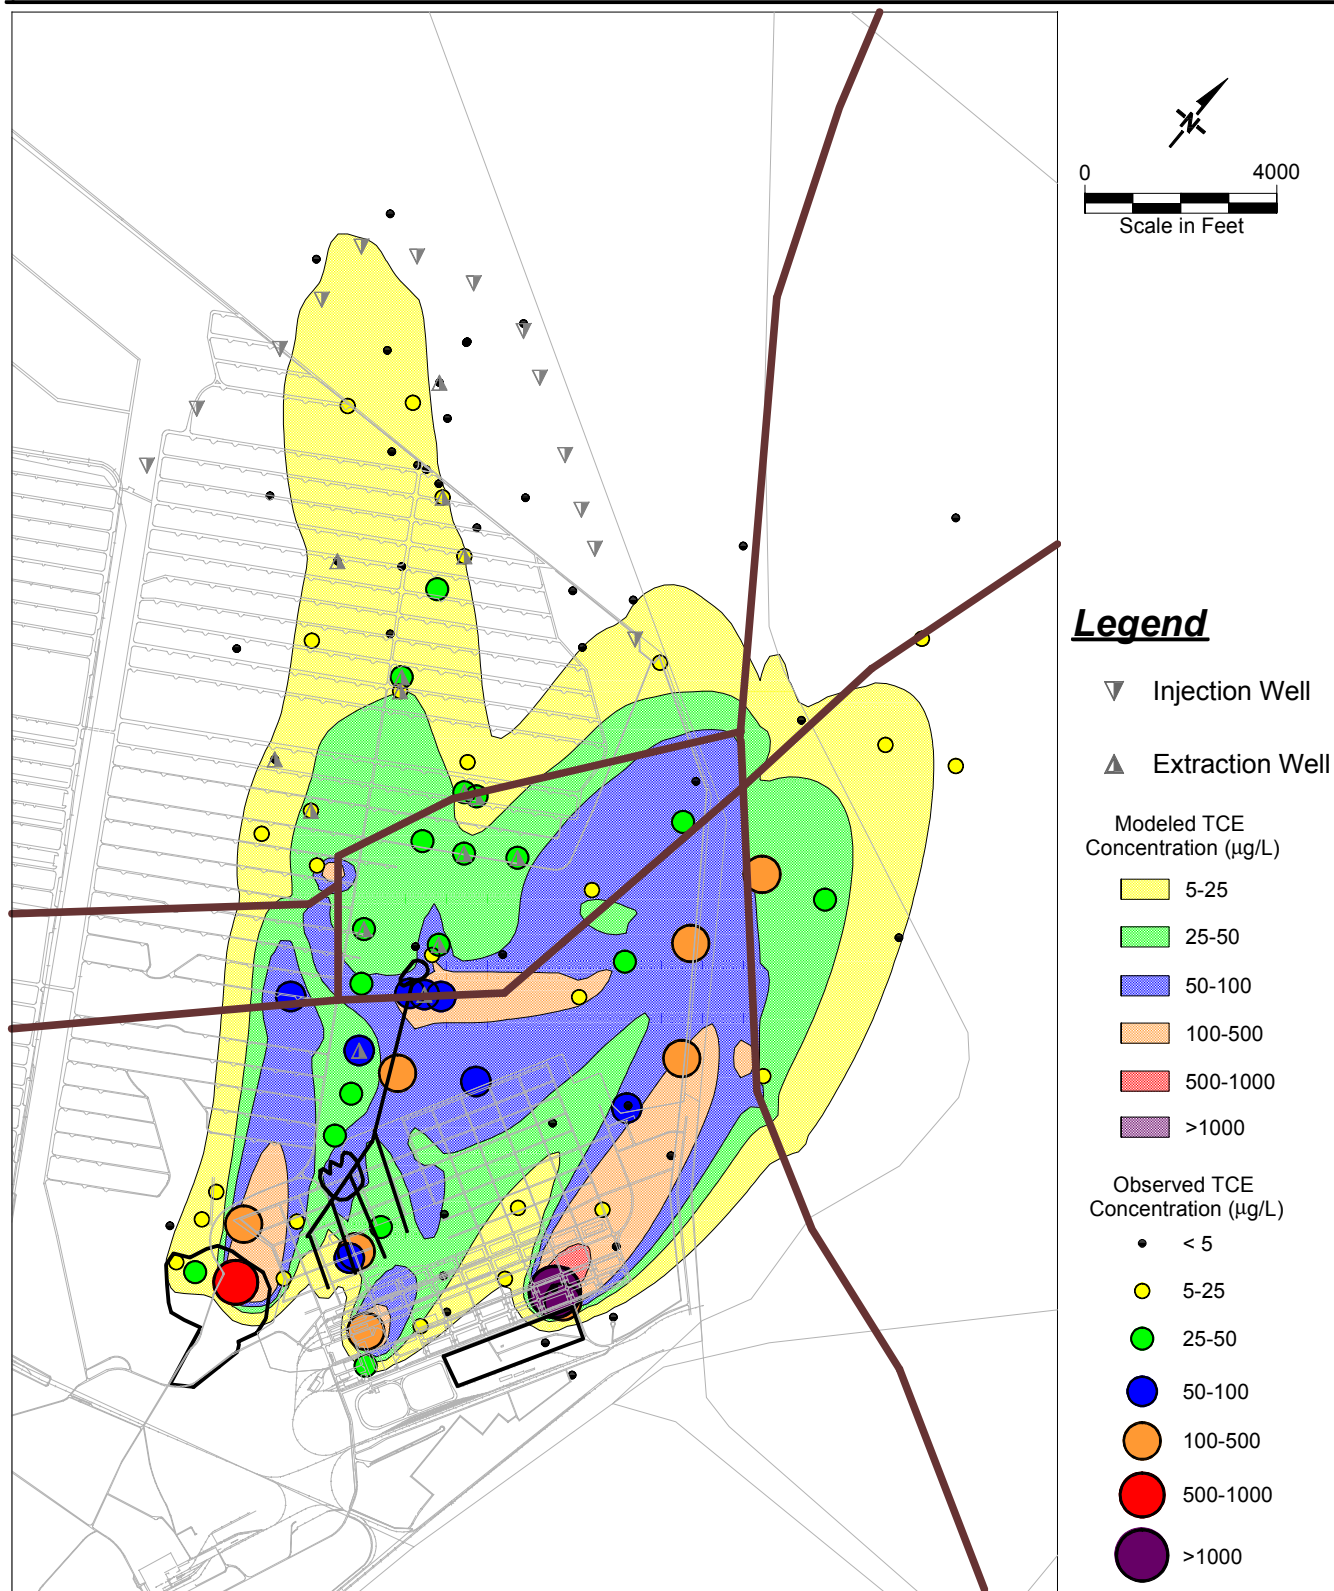 N
0 4000
Scale in Feet
Legend
Injection Well
Extraction Well
Modeled TCE
Concentration (μg/L)
5-25
25-50
50-100
100-500
500-1000
>1000
Observed TCE
Concentration (μg/L)
< 5
5-25
25-50
50-100
100-500
500-1000
>1000